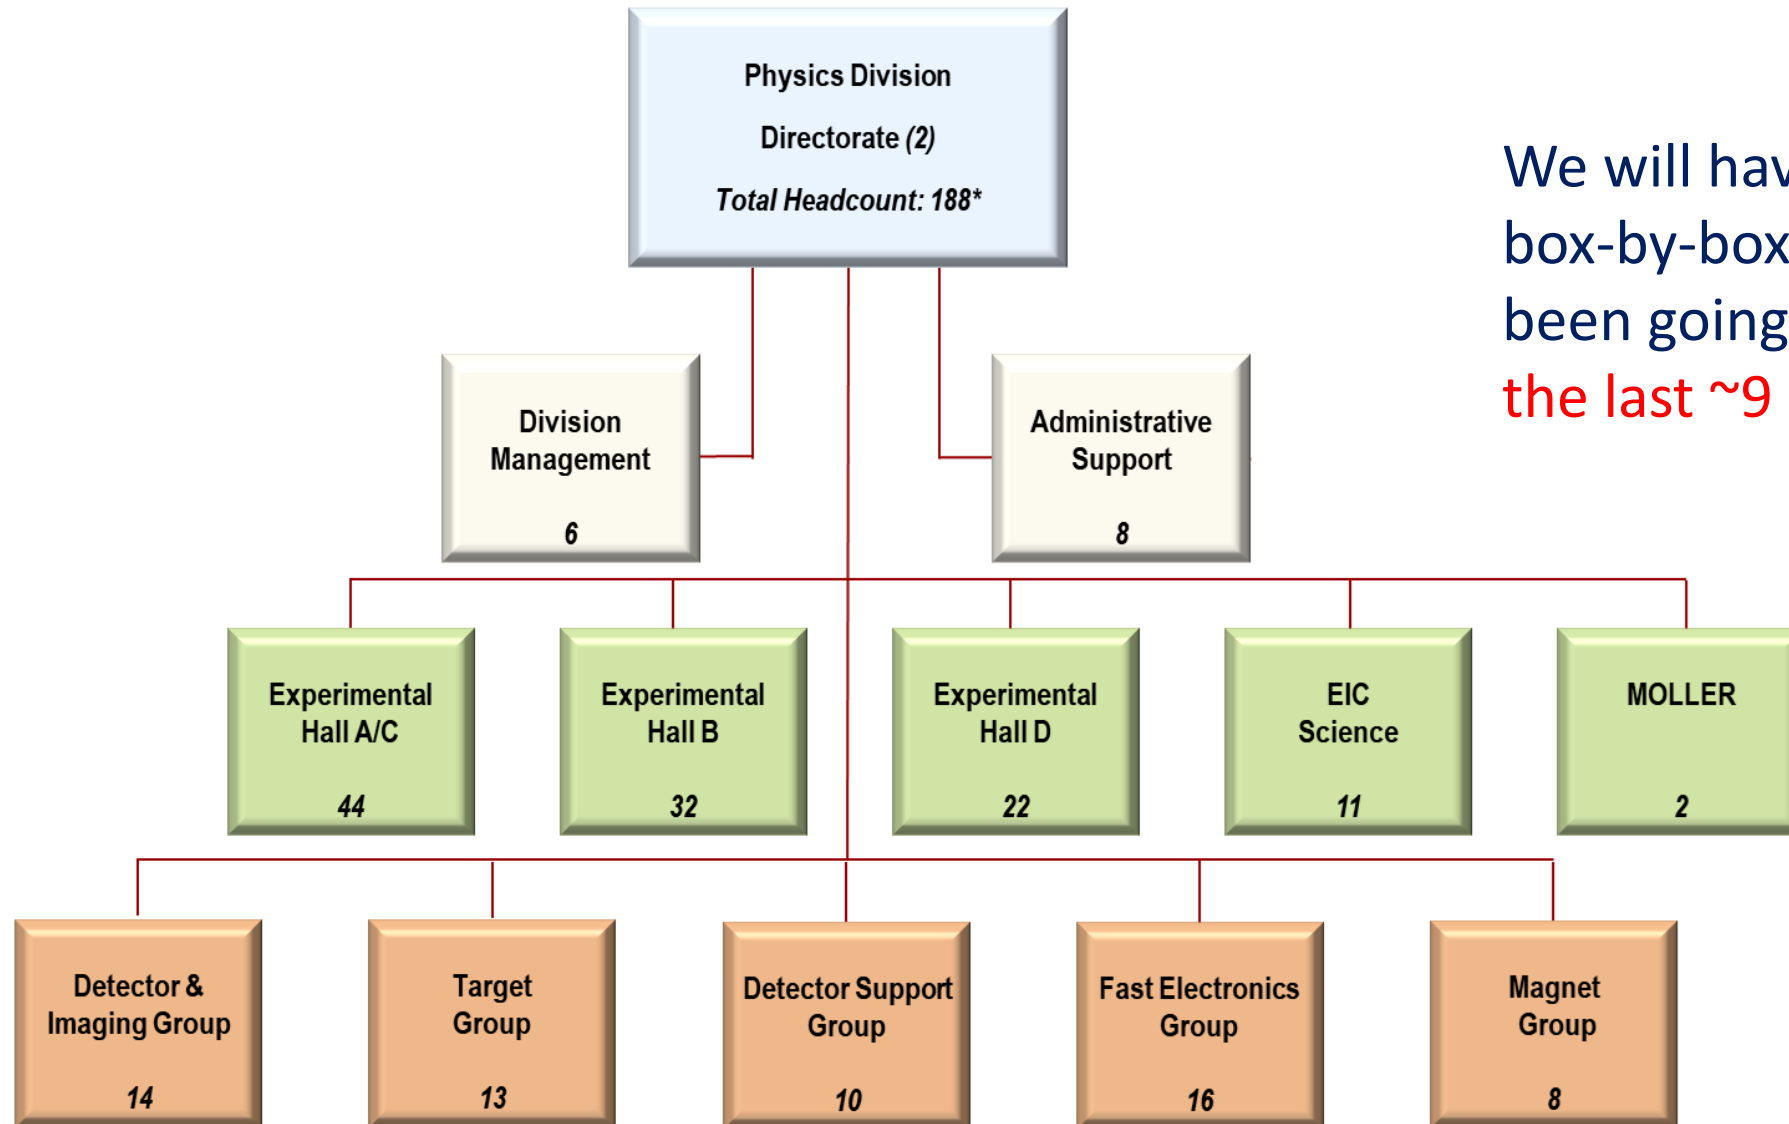 Physics Division
Directorate (2)
Total Headcount: 188*
We will hav
box-by-box
been going
the last ~9
Division
Management
6
Administrative
Support
8
Experimental
Hall A/C
44
Experimental
Hall B
32
Experimental
Hall D
22
EIC
Science
11
MOLLER
2
Detector &
Imaging Group
14
Target
Group
13
Detector Support
Group
10
Fast Electronics
Group
16
Magnet
Group
8